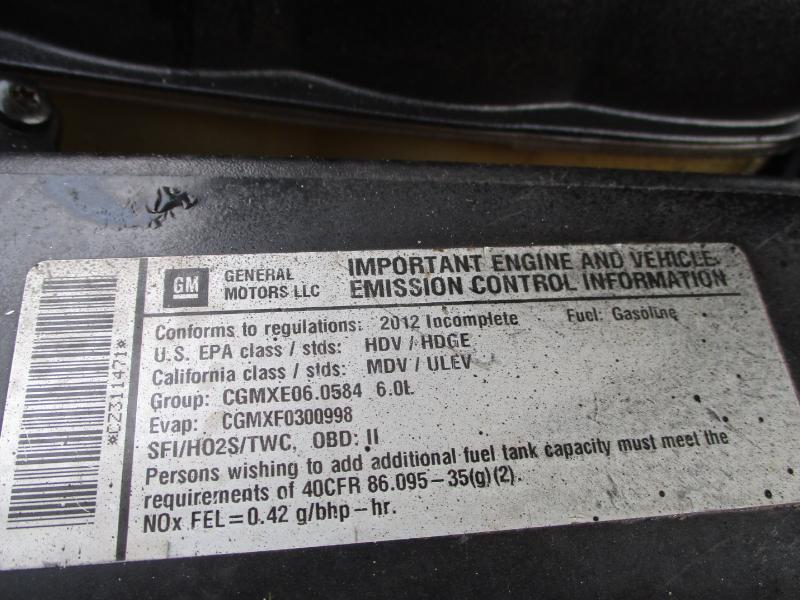 GM
GENERAL
MOTORS LLC
IMPORTANT ENGINE AND VEHICLE
EMISSION CONTROL INFORMATION
Conforms to regulations: 2012 Incomplete Fuel: Gasoline
U.S. EPA class / stds: HDV / HDGE
California class / stds: MDV / ULEV
Group: CGMXE06.0584 6.0L
Evap: CGMXF0300998
SFI/HO2S/TWC, OBD: II
Persons wishing to add additional fuel tank capacity must meet the
requirements of 40CFR 86.095-35(g)(2).
NOx FEL=0.42 g/bhp-hr.
*CZ311471*